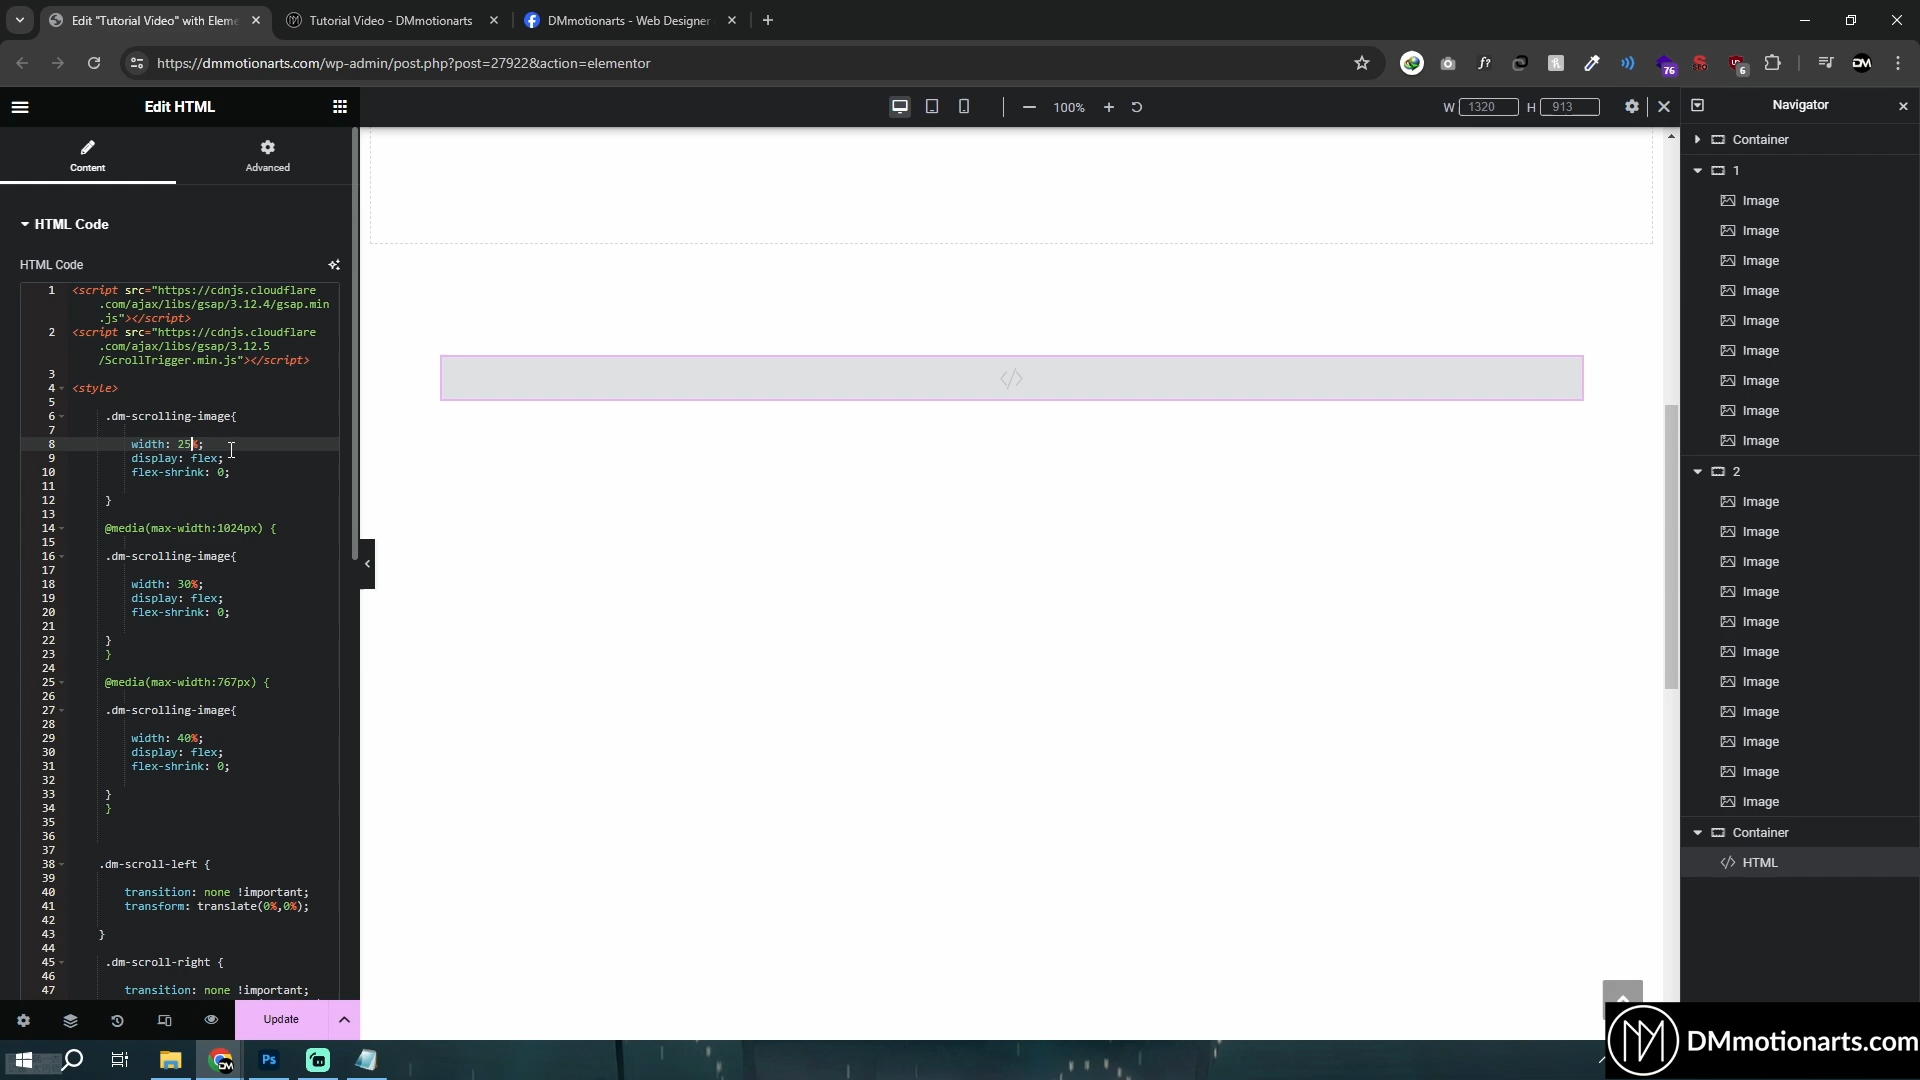 Edit "Tutorial Video" with Eleme
Tutorial Video - DMmotionarts
DMmotionarts - Web Designer
https://dmmotionarts.com/wp-admin/post.php?post=27922&action=elementor
76
6
DM
Edit HTML
100%
W 1320 H 913
Navigator
Content
Advanced
HTML Code
HTML Code
1 <script src="https://cdnjs.cloudflare
.com/ajax/libs/gsap/3.12.4/gsap.min
.js"></script>
2 <script src="https://cdnjs.cloudflare
.com/ajax/libs/gsap/3.12.5
/ScrollTrigger.min.js"></script>
3
4 <style>
5
6 .dm-scrolling-image{
7
8 width: 25%;
9 display: flex;
10 flex-shrink: 0;
11
12 }
13
14 @media(max-width:1024px) {
15
16 .dm-scrolling-image{
17
18 width: 30%;
19 display: flex;
20 flex-shrink: 0;
21
22 }
23 }
24
25 @media(max-width:767px) {
26
27 .dm-scrolling-image{
28
29 width: 40%;
30 display: flex;
31 flex-shrink: 0;
32
33 }
34 }
35
36
37
38 .dm-scroll-left {
39
40 transition: none !important;
41 transform: translate(0%,0%);
42
43 }
44
45 .dm-scroll-right {
46
47 transition: none !important;
Update
Container
1
Image
Image
Image
Image
Image
Image
Image
Image
Image
2
Image
Image
Image
Image
Image
Image
Image
Image
Image
Image
Image
Container
</> HTML
</>
Ps
DM
DMmotionarts.com